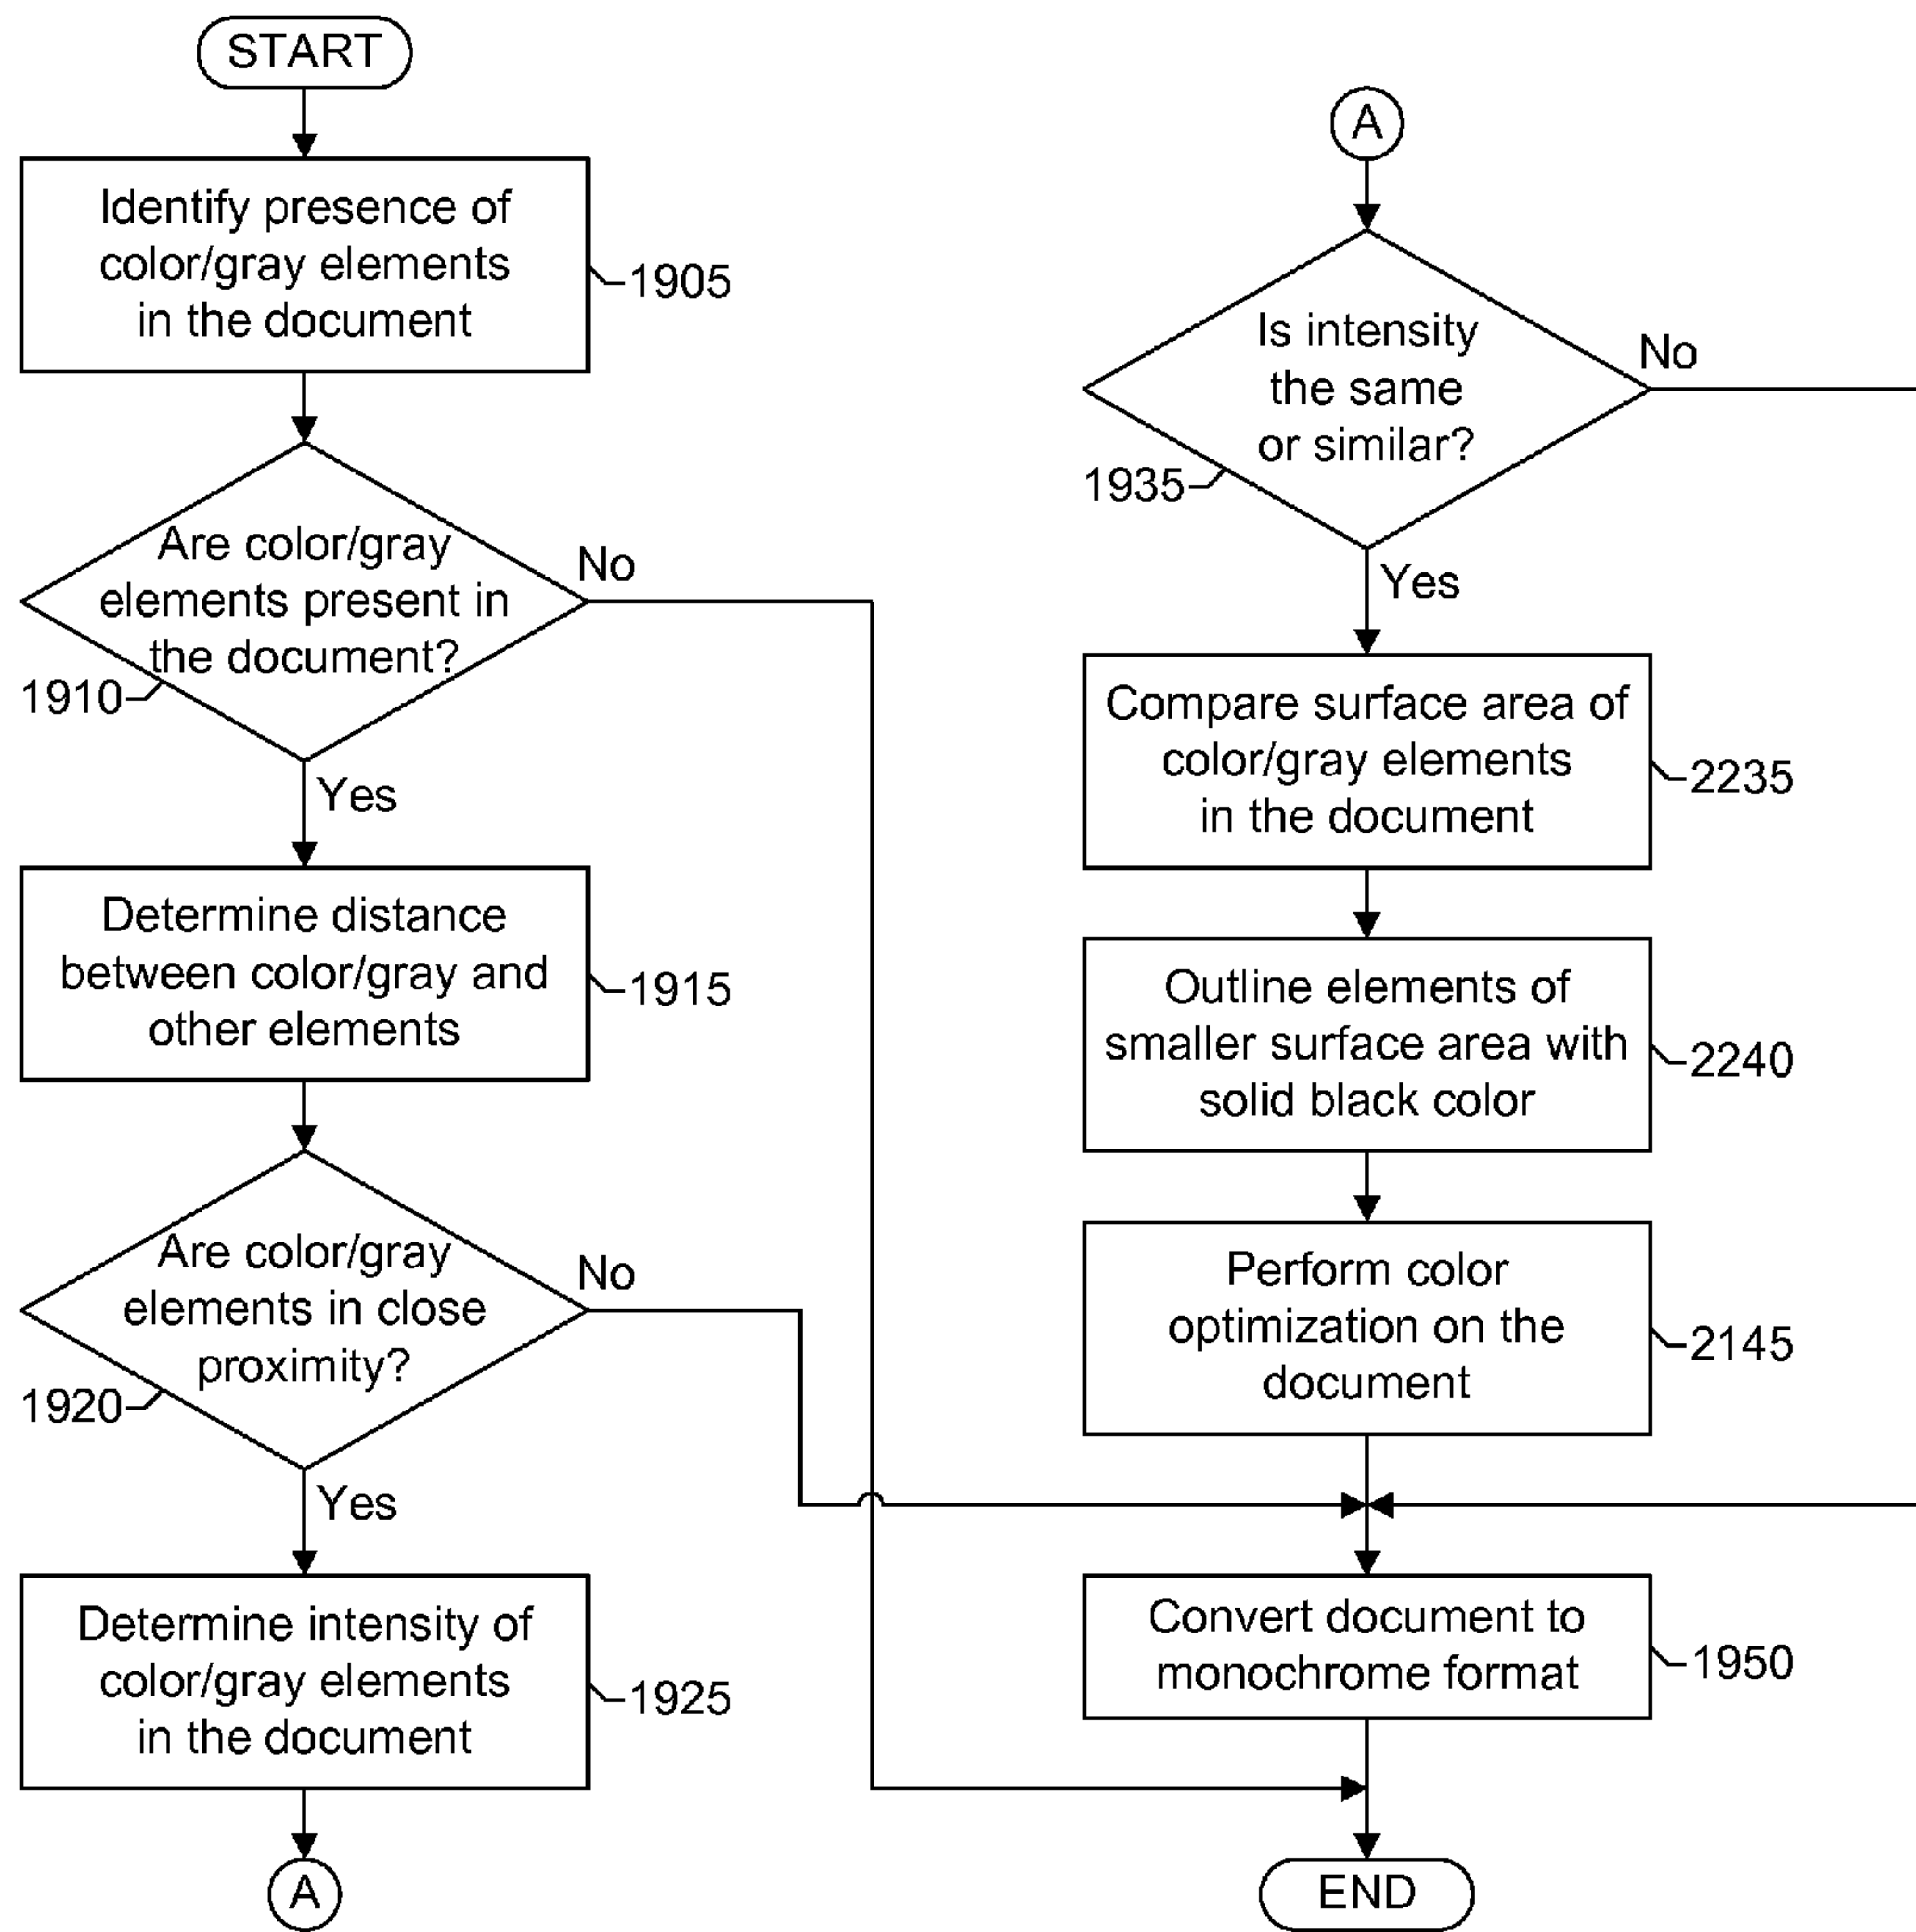 START
Identify presence of
color/gray elements
in the document
1905
Are color/gray
elements present in
the document?
No
1910
Yes
Determine distance
between color/gray and
other elements
1915
Are color/gray
elements in close
proximity?
No
1920
Yes
Determine intensity of
color/gray elements
in the document
1925
A
A
Is intensity
the same
or similar?
No
1935
Yes
Compare surface area of
color/gray elements
in the document
2235
Outline elements of
smaller surface area with
solid black color
2240
Perform color
optimization on the
document
2145
Convert document to
monochrome format
1950
END